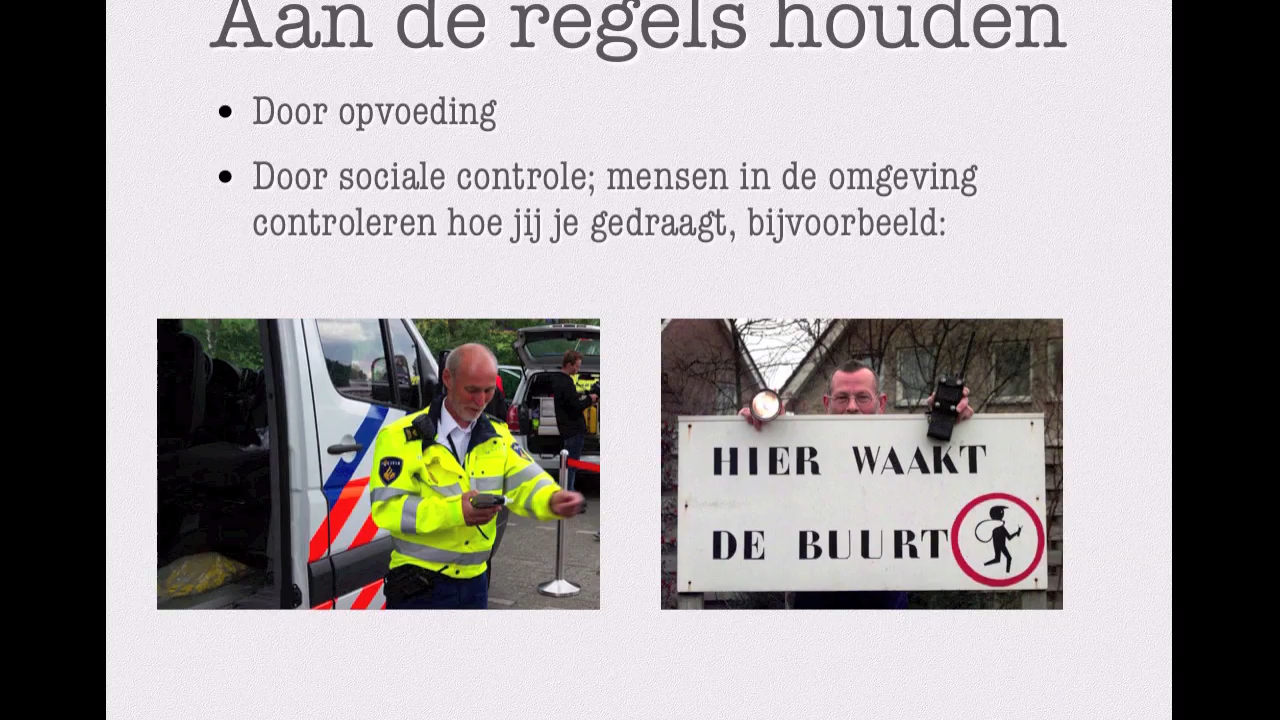 Aan de regels houden
Door opvoeding
Door sociale controle; mensen in de omgeving
controleren hoe jij je gedraagt, bijvoorbeeld:
HIER WAAKT
DE BUURT